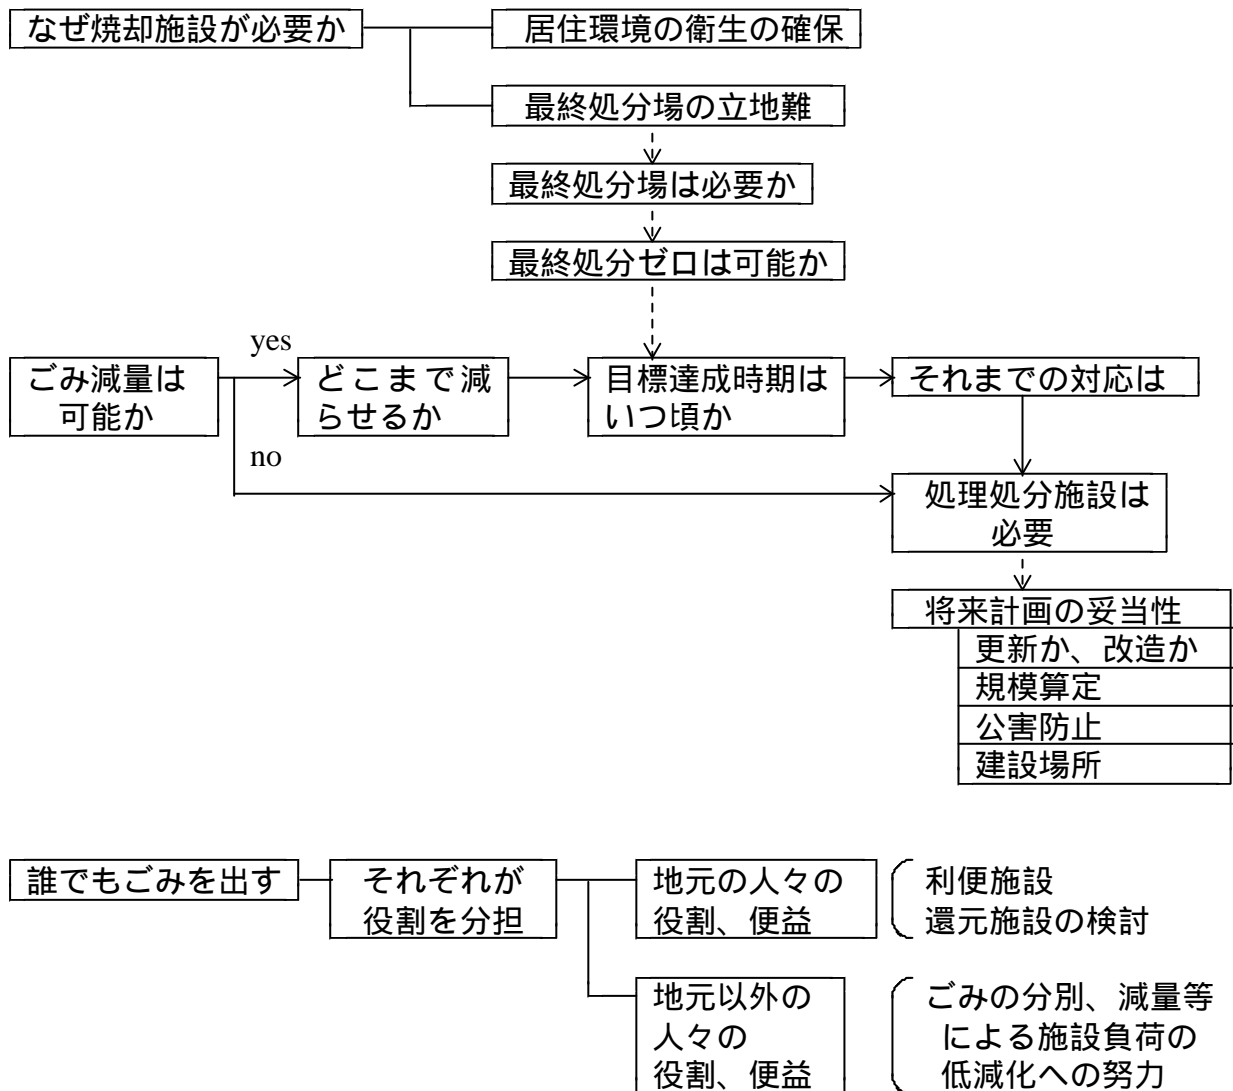 なぜ焼却施設が必要か
居住環境の衛生の確保
最終処分場の立地難
最終処分場は必要か
最終処分ゼロは可能か
yes
ごみ減量は
可能か
どこまで減
らせるか
目標達成時期は
いつ頃か
それまでの対応は
no
処理処分施設は
必要
将来計画の妥当性
更新か、改造か
規模算定
公害防止
建設場所
誰でもごみを出す
それぞれが
役割を分担
地元の人々の
役割、便益
利便施設
還元施設の検討
地元以外の
人々の
役割、便益
ごみの分別、減量等
による施設負荷の
低減化への努力